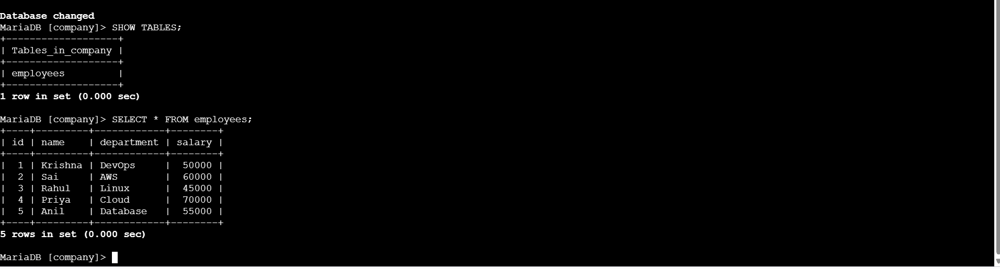 Database changed
MariaDB [company]> SHOW TABLES;
+-------------------+
| Tables_in_company |
+-------------------+
| employees         |
+-------------------+
1 row in set (0.000 sec)

MariaDB [company]> SELECT * FROM employees;
+----+---------+------------+--------+
| id | name    | department | salary |
+----+---------+------------+--------+
|  1 | Krishna | DevOps     |  50000 |
|  2 | Sai     | AWS        |  60000 |
|  3 | Rahul   | Linux      |  45000 |
|  4 | Priya   | Cloud      |  70000 |
|  5 | Anil    | Database   |  55000 |
+----+---------+------------+--------+
5 rows in set (0.000 sec)

MariaDB [company]>